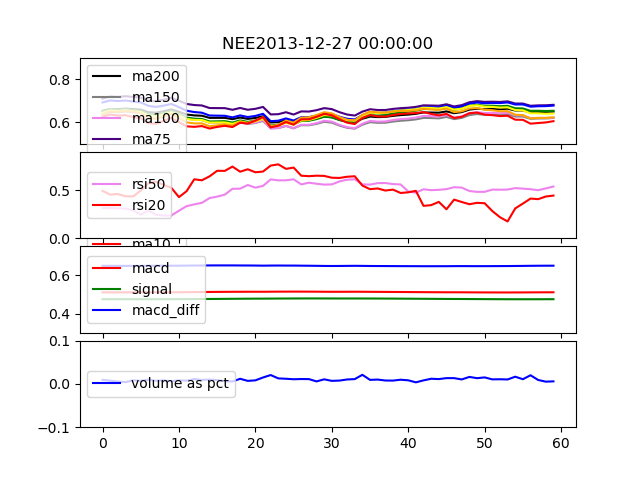 NEE2013-12-27 00:00:00
0.8
0.6
ma200
ma150
ma100
ma75
0.5
0.0
rsi50
rsi20
ma10
0.6
0.4
macd
signal
macd_diff
0.1
0.0
−0.1
volume as pct
0 10 20 30 40 50 60